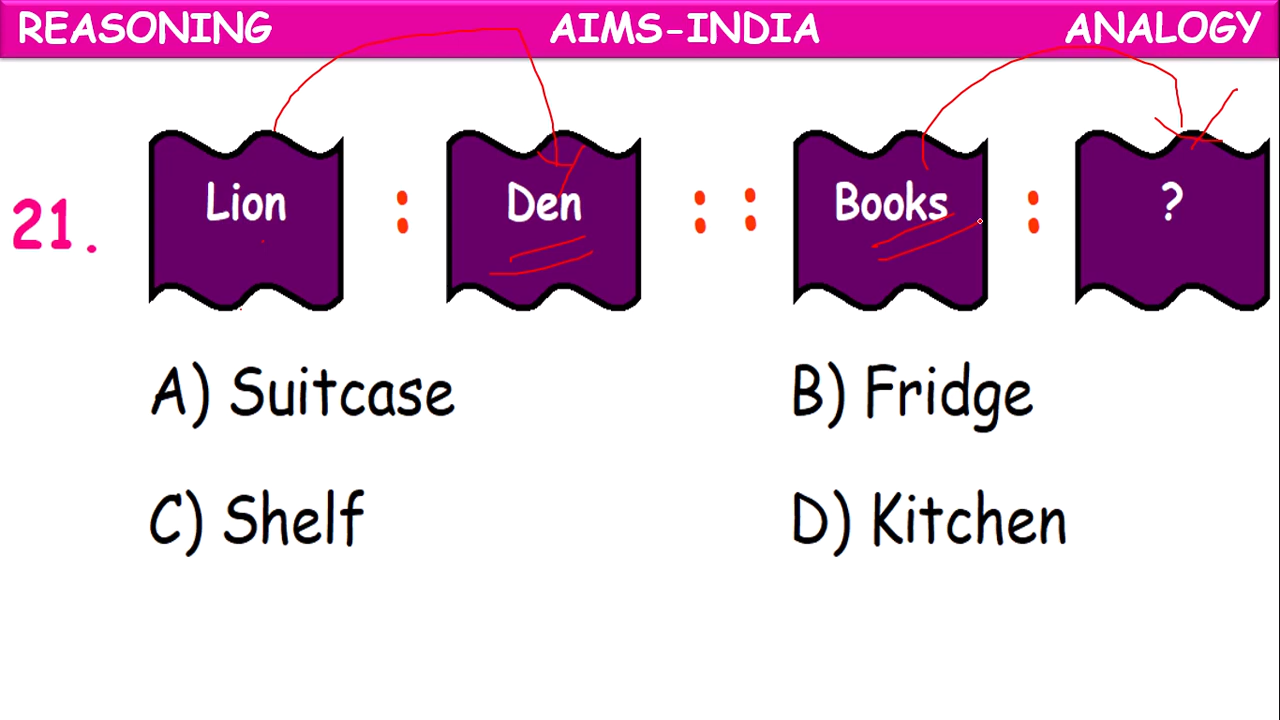 REASONING AIMS-INDIA ANALOGY
21. Lion : Den : : Books : ?
A) Suitcase B) Fridge
C) Shelf D) Kitchen